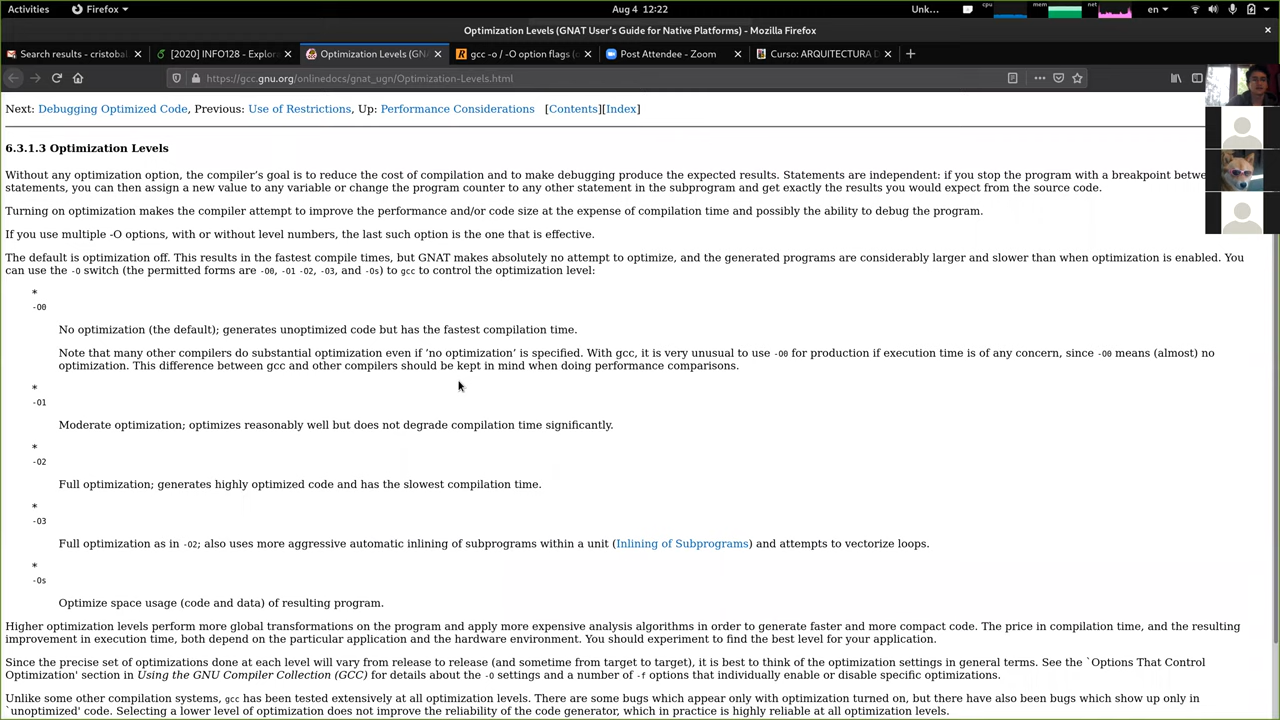 Activities
Firefox
Aug 4 12:22
Unk...
cpu
mem
net
en
Optimization Levels (GNAT User's Guide for Native Platforms) - Mozilla Firefox
Search results - cristobal
[2020] INFO128 - Explora
Optimization Levels (GNA
gcc -o / -O option flags (
Post Attendee - Zoom
Curso: ARQUITECTURA D
https://gcc.gnu.org/onlinedocs/gnat_ugn/Optimization-Levels.html
Next: Debugging Optimized Code, Previous: Use of Restrictions, Up: Performance Considerations [Contents][Index]
6.3.1.3 Optimization Levels
Without any optimization option, the compiler’s goal is to reduce the cost of compilation and to make debugging produce the expected results. Statements are independent: if you stop the program with a breakpoint betwe
statements, you can then assign a new value to any variable or change the program counter to any other statement in the subprogram and get exactly the results you would expect from the source code.
Turning on optimization makes the compiler attempt to improve the performance and/or code size at the expense of compilation time and possibly the ability to debug the program.
If you use multiple -O options, with or without level numbers, the last such option is the one that is effective.
The default is optimization off. This results in the fastest compile times, but GNAT makes absolutely no attempt to optimize, and the generated programs are considerably larger and slower than when optimization is enabled. You
can use the -O switch (the permitted forms are -O0, -O1 -O2, -O3, and -Os) to gcc to control the optimization level:
*
-O0
No optimization (the default); generates unoptimized code but has the fastest compilation time.
Note that many other compilers do substantial optimization even if ‘no optimization’ is specified. With gcc, it is very unusual to use -O0 for production if execution time is of any concern, since -O0 means (almost) no
optimization. This difference between gcc and other compilers should be kept in mind when doing performance comparisons.
*
-O1
Moderate optimization; optimizes reasonably well but does not degrade compilation time significantly.
*
-O2
Full optimization; generates highly optimized code and has the slowest compilation time.
*
-O3
Full optimization as in -O2; also uses more aggressive automatic inlining of subprograms within a unit (Inlining of Subprograms) and attempts to vectorize loops.
*
-Os
Optimize space usage (code and data) of resulting program.
Higher optimization levels perform more global transformations on the program and apply more expensive analysis algorithms in order to generate faster and more compact code. The price in compilation time, and the resulting
improvement in execution time, both depend on the particular application and the hardware environment. You should experiment to find the best level for your application.
Since the precise set of optimizations done at each level will vary from release to release (and sometime from target to target), it is best to think of the optimization settings in general terms. See the `Options That Control
Optimization' section in Using the GNU Compiler Collection (GCC) for details about the -O settings and a number of -f options that individually enable or disable specific optimizations.
Unlike some other compilation systems, gcc has been tested extensively at all optimization levels. There are some bugs which appear only with optimization turned on, but there have also been bugs which show up only in
`unoptimized' code. Selecting a lower level of optimization does not improve the reliability of the code generator, which in practice is highly reliable at all optimization levels.